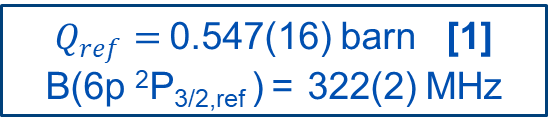 Q_ref = 0.547(16) barn [1]
B(6p ²P_3/2,ref) = 322(2) MHz